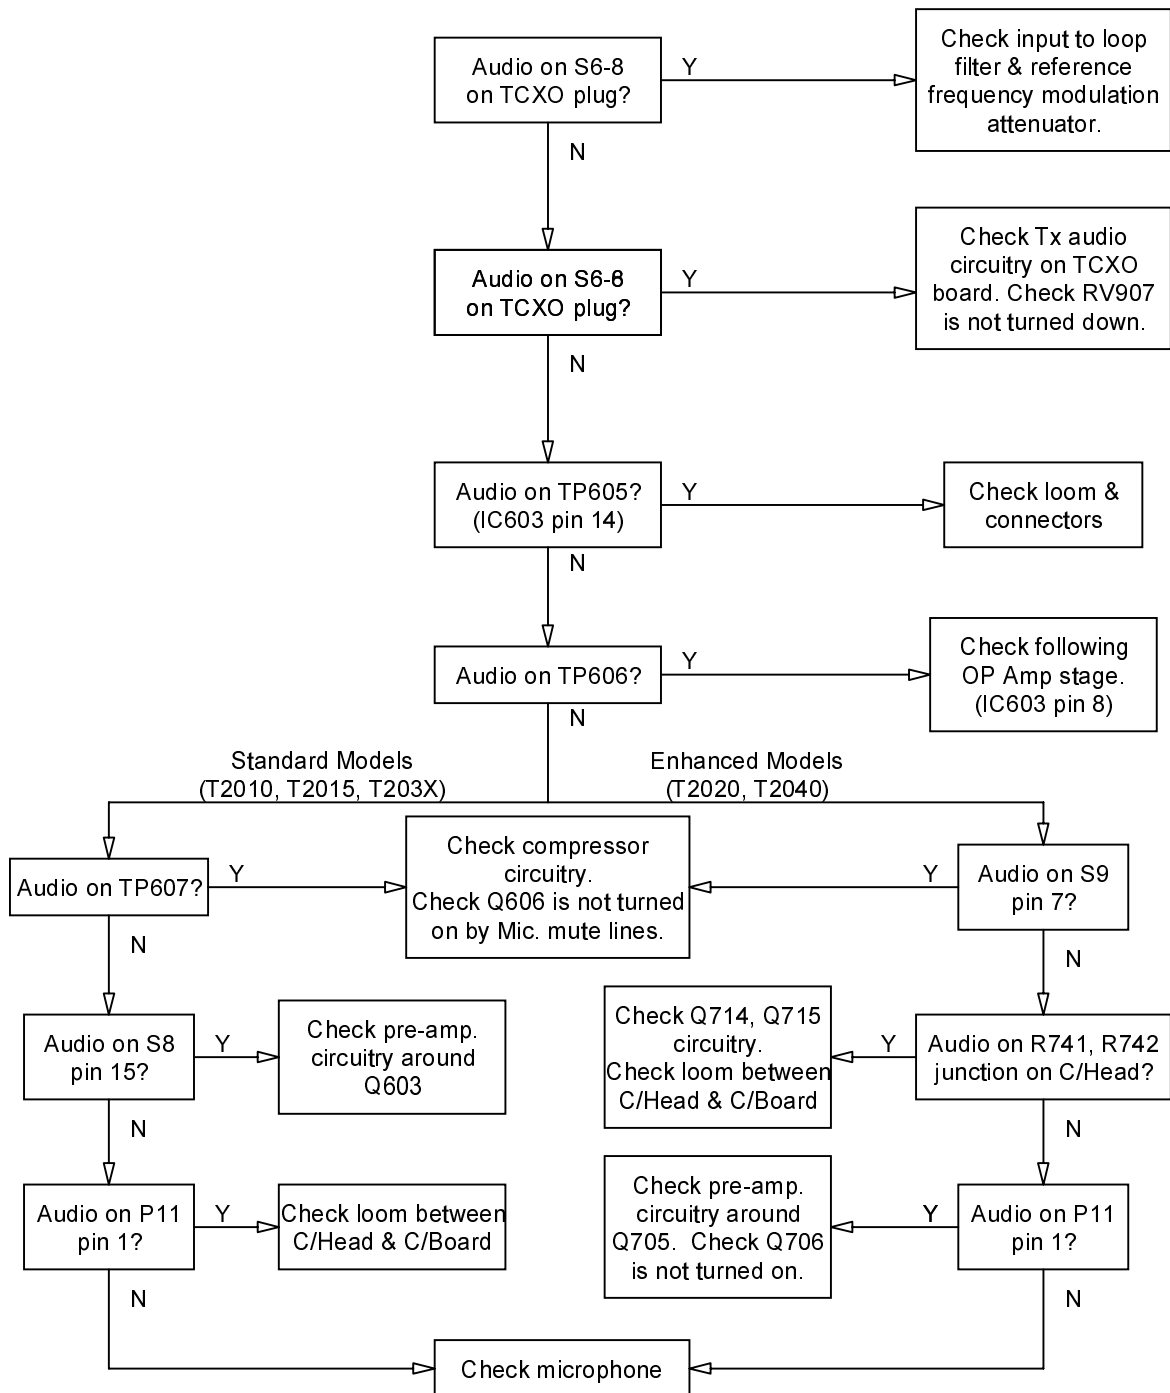 Audio on S6-8
on TCXO plug?
Y
Check input to loop
filter & reference
frequency modulation
attenuator.
N
Audio on S6-8
on TCXO plug?
Y
Check Tx audio
circuitry on TCXO
board. Check RV907
is not turned down.
N
Audio on TP605?
(IC603 pin 14)
Y
Check loom &
connectors
N
Audio on TP606?
Y
Check following
OP Amp stage.
(IC603 pin 8)
N
Standard Models
(T2010, T2015, T203X)
Enhanced Models
(T2020, T2040)
Audio on TP607?
Y
Check compressor
circuitry.
Check Q606 is not turned
on by Mic. mute lines.
Y
Audio on S9
pin 7?
N
N
Audio on S8
pin 15?
Y
Check pre-amp.
circuitry around
Q603
Check Q714, Q715
circuitry.
Check loom between
C/Head & C/Board
Y
Audio on R741, R742
junction on C/Head?
N
N
Audio on P11
pin 1?
Y
Check loom between
C/Head & C/Board
Check pre-amp.
circuitry around
Q705. Check Q706
is not turned on.
Y
Audio on P11
pin 1?
N
N
Check microphone